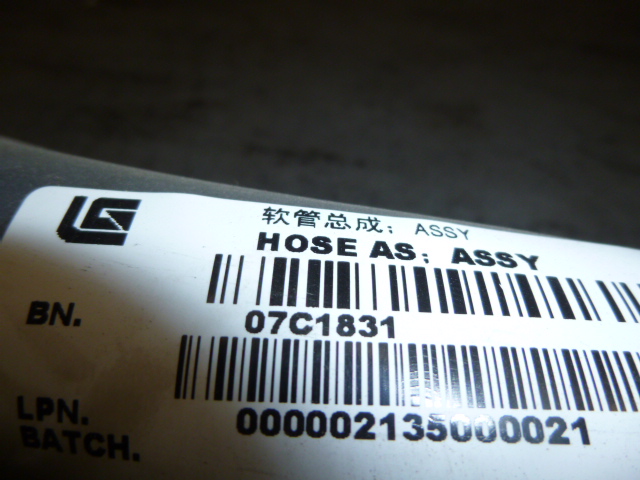 软管总成：ASSY
HOSE AS：ASSY
BN.
07C1831
LPN.
000002135000021
BATCH.